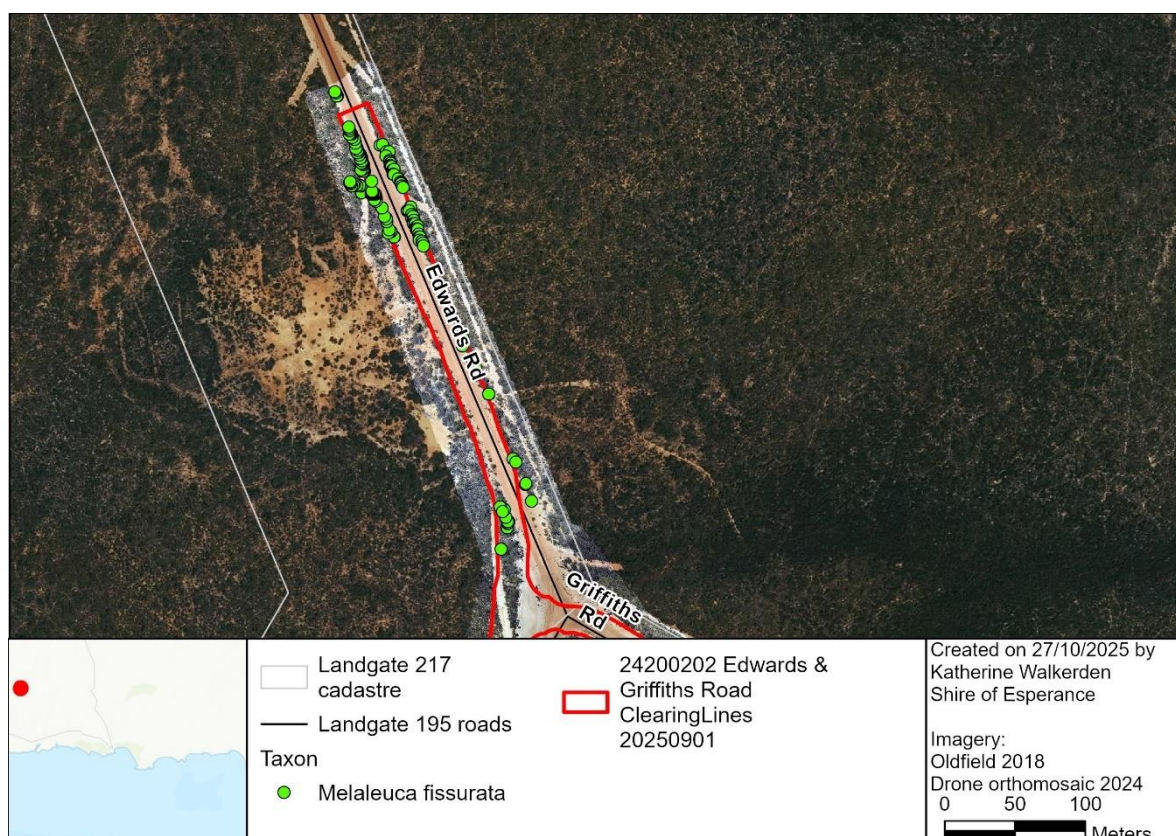 Edwards Rd
Griffiths
Rd
Landgate 217
cadastre
Landgate 195 roads
Taxon
Melaleuca fissurata
24200202 Edwards &
Griffiths Road
ClearingLines
20250901
Created on 27/10/2025 by
Katherine Walkerden
Shire of Esperance
Imagery:
Oldfield 2018
Drone orthomosaic 2024
0 50 100
Meters